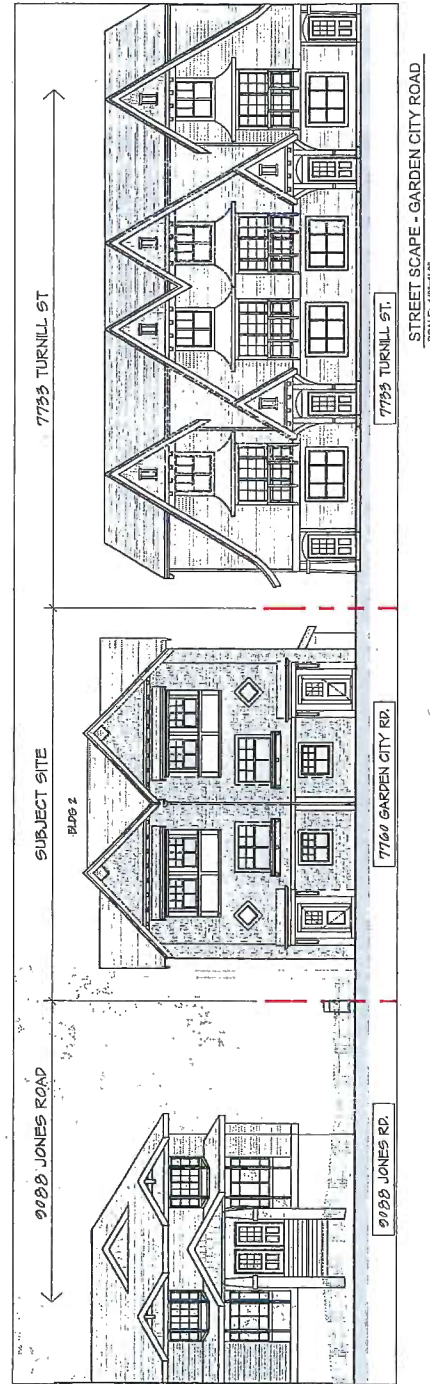 9088 JONES ROAD
SUBJECT SITE
7733 TURNILL ST
BLDG 2
9088 JONES RD.
7760 GARDEN CITY RD.
7733 TURNILL ST.
STREET SCAPE - GARDEN CITY ROAD